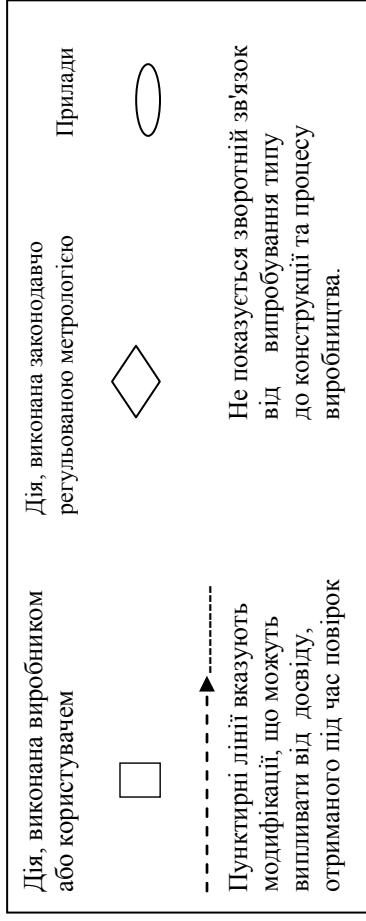 Дія, виконана виробником
або користувачем
Дія, виконана законодавчо
регульованою метрологією
Прилади
Пунктирні лінії вказують
модифікації, що можуть
випливати від досвіду,
отриманого під час повірок
Не показується зворотній зв'язок
від випробування типу
до конструкції та процесу
виробництва.